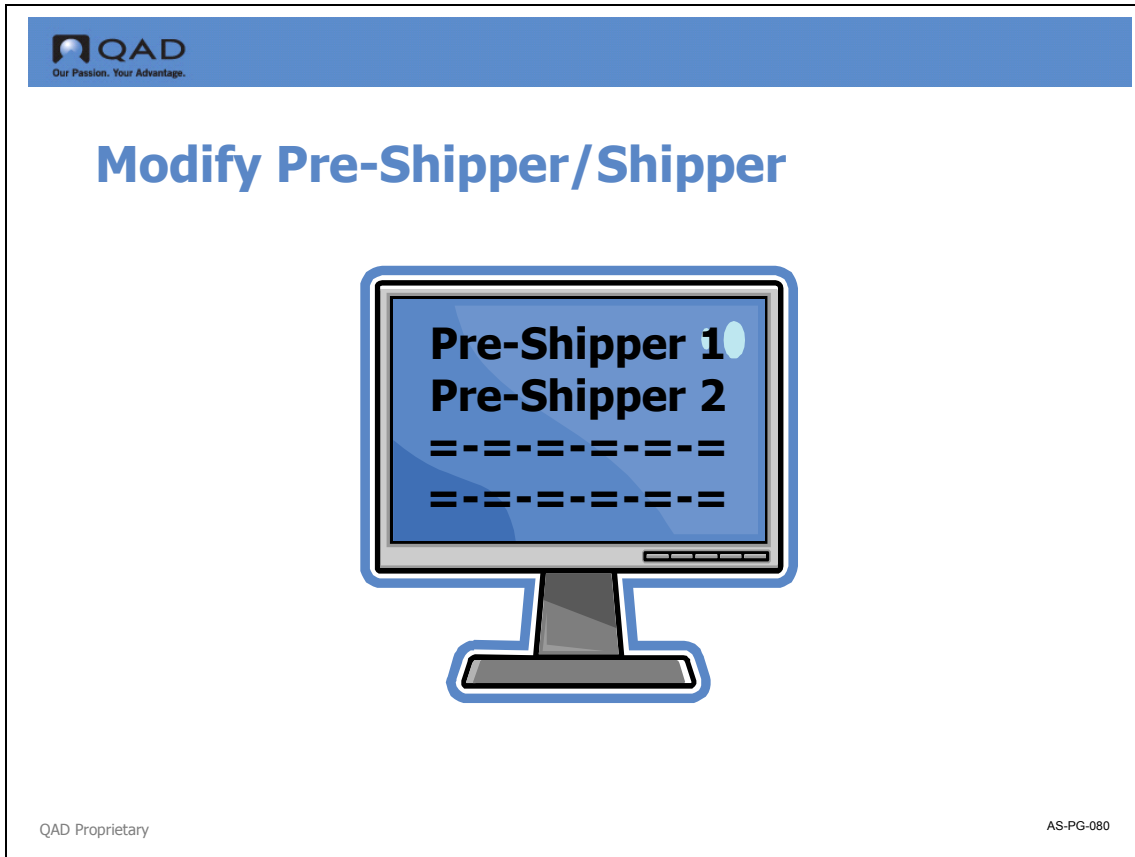 QAD
Our Passion. Your Advantage.
Modify Pre-Shipper/Shipper
Pre-Shipper 1
Pre-Shipper 2
=-=-=-=-=-=
=-=-=-=-=-=
QAD Proprietary
AS-PG-080